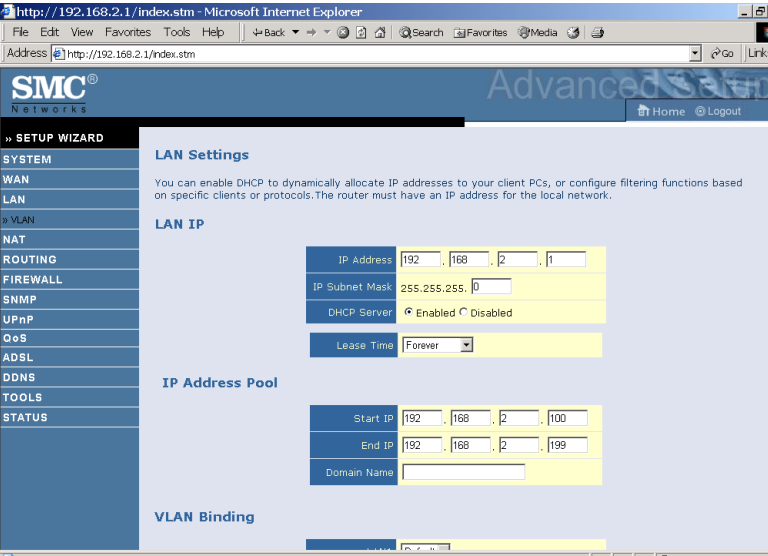 http://192.168.2.1/index.stm - Microsoft Internet Explorer
File Edit View Favorites Tools Help Back Search Favorites Media
Address http://192.168.2.1/index.stm Go Link
SMC®
Networks
Advanced Setup
Home Logout
» SETUP WIZARD
SYSTEM
WAN
LAN
» VLAN
NAT
ROUTING
FIREWALL
SNMP
UPnP
QoS
ADSL
DDNS
TOOLS
STATUS
LAN Settings
You can enable DHCP to dynamically allocate IP addresses to your client PCs, or configure filtering functions based
on specific clients or protocols.The router must have an IP address for the local network.
LAN IP
IP Address 192 . 168 . 2 . 1
IP Subnet Mask 255.255.255. 0
DHCP Server Enabled Disabled
Lease Time Forever
IP Address Pool
Start IP 192 . 168 . 2 . 100
End IP 192 . 168 . 2 . 199
Domain Name
VLAN Binding